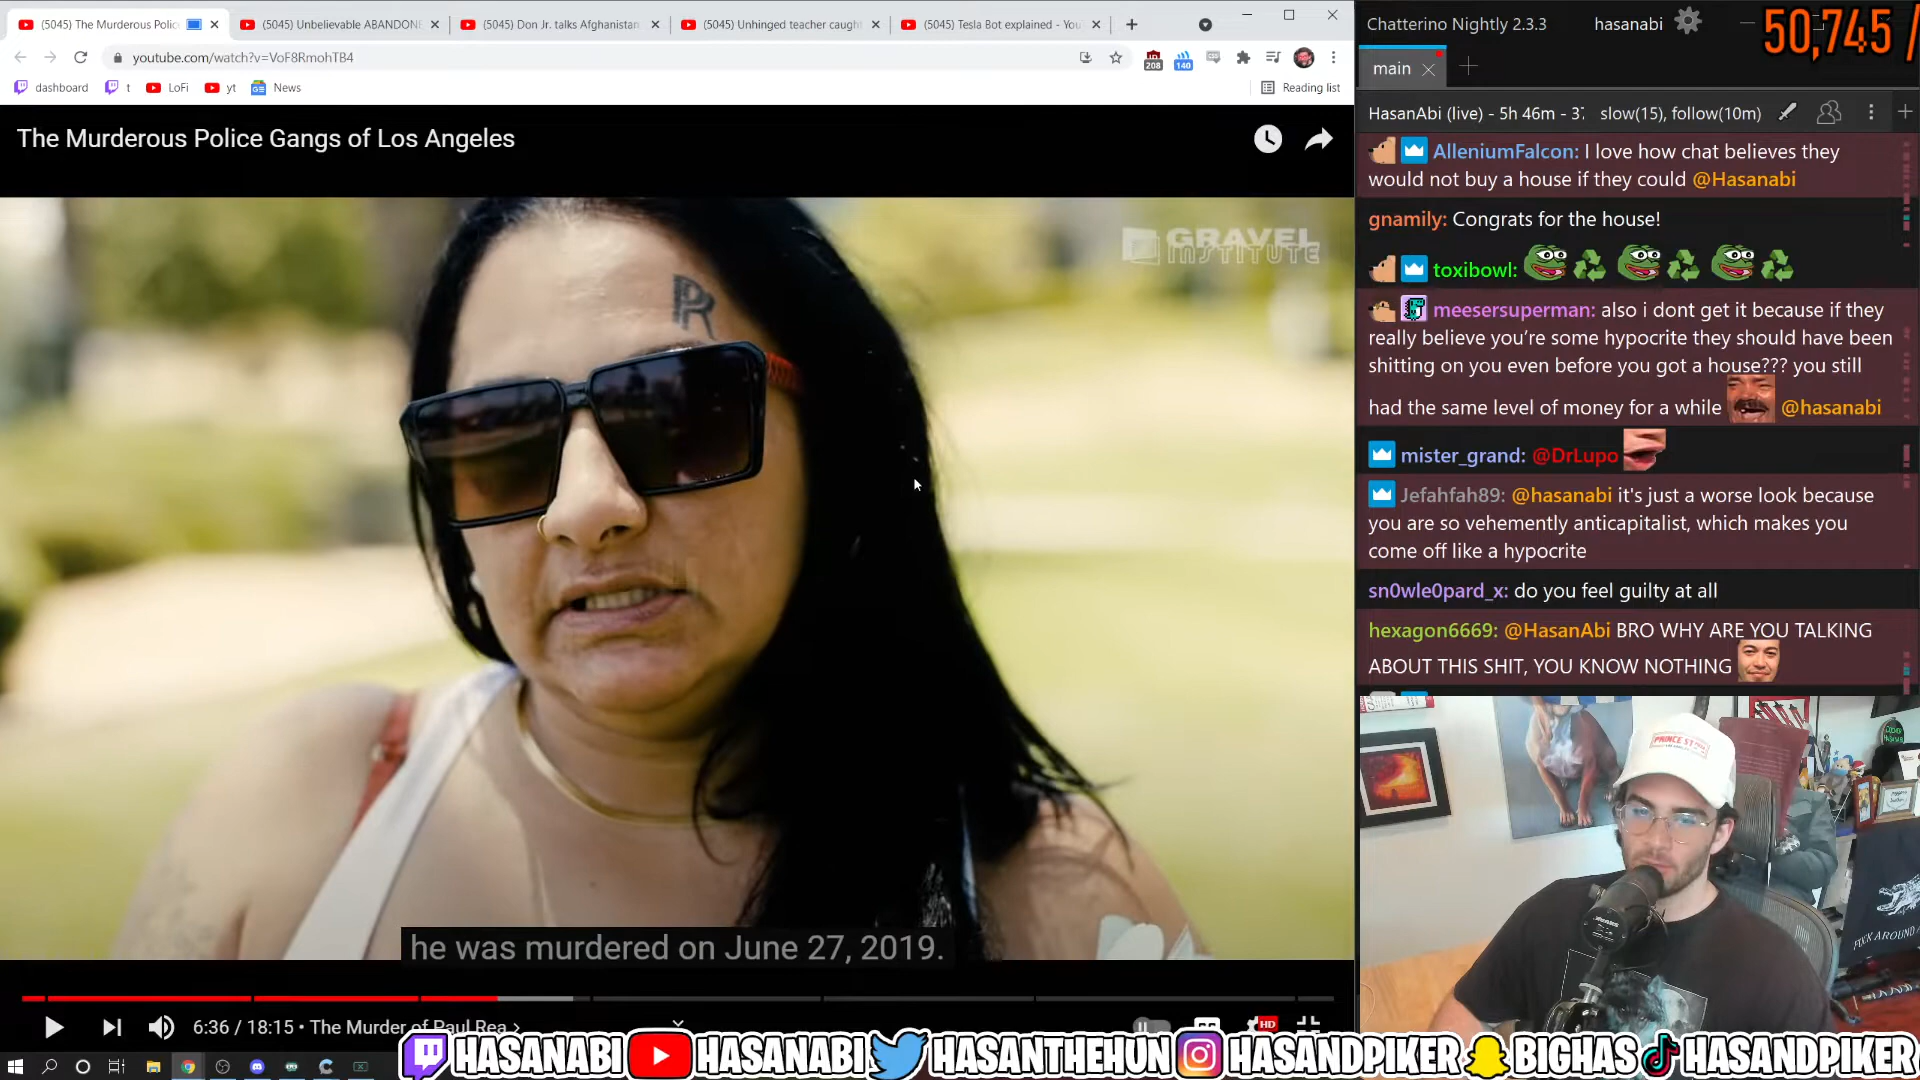 (5045) The Murderous Polic
(5045) Unbelievable ABANDONE
(5045) Don Jr. talks Afghanistan
(5045) Unhinged teacher caught
(5045) Tesla Bot explained - You
youtube.com/watch?v=VoF8RmohTB4
208
140
dashboard
t
LoFi
yt
News
Reading list
The Murderous Police Gangs of Los Angeles
GRAVEL
INSTITUTE
PR
he was murdered on June 27, 2019.
6:36 / 18:15 • The Murder of Paul Rea >
HD
Chatterino Nightly 2.3.3
hasanabi
50,745 /
main
HasanAbi (live) - 5h 46m - 37
slow(15), follow(10m)
AlleniumFalcon: I love how chat believes they
would not buy a house if they could @Hasanabi
gnamily: Congrats for the house!
toxibowl:
meesersuperman: also i dont get it because if they
really believe you’re some hypocrite they should have been
shitting on you even before you got a house??? you still
had the same level of money for a while @hasanabi
mister_grand: @DrLupo
Jefahfah89: @hasanabi it's just a worse look because
you are so vehemently anticapitalist, which makes you
come off like a hypocrite
sn0wle0pard_x: do you feel guilty at all
hexagon6669: @HasanAbi BRO WHY ARE YOU TALKING
ABOUT THIS SHIT, YOU KNOW NOTHING
PRINCE ST
FUCK AROUND
HASANABI
HASANABI
HASANTHEHUN
HASANDPIKER
BIGHAS
HASANDPIKER